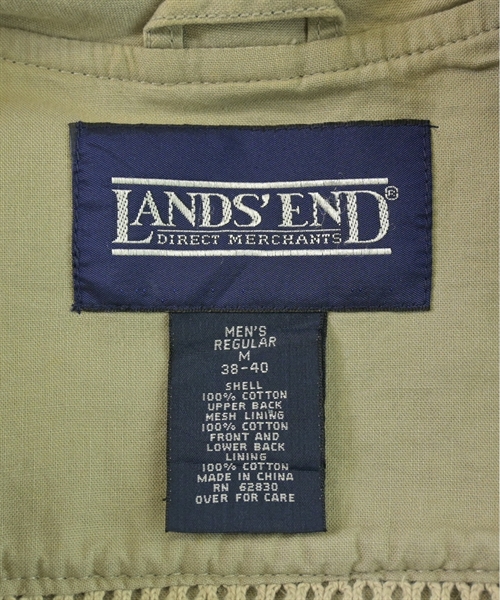 LANDS' END®
DIRECT MERCHANTS
MEN'S
REGULAR
M
38-40
SHELL
100% COTTON
UPPER BACK
MESH LINING
100% COTTON
FRONT AND
LOWER BACK
LINING
100% COTTON
MADE IN CHINA
RN 62830
OVER FOR CARE